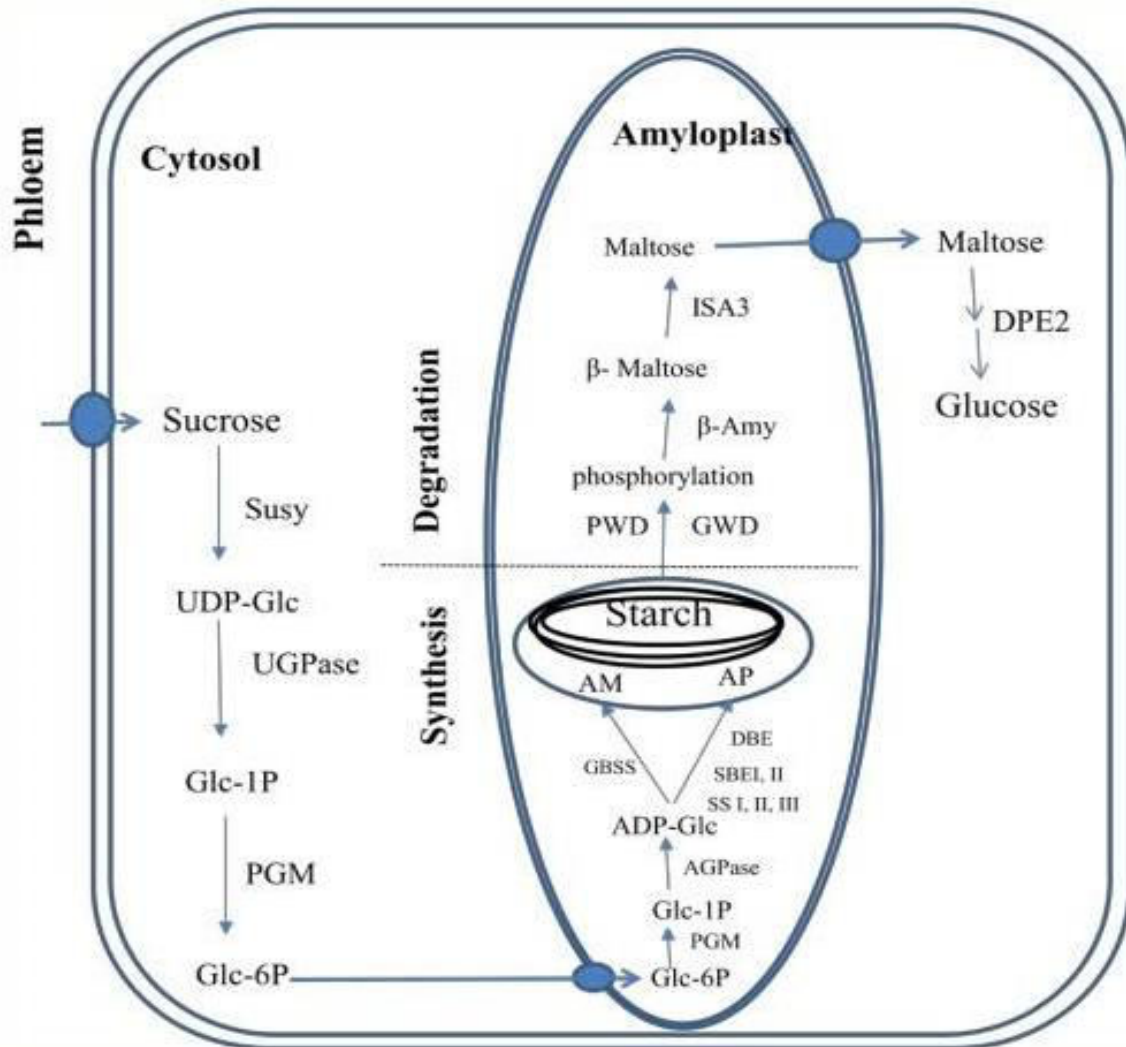 Phloem
Cytosol
Sucrose
Susy
UDP-Glc
UGPase
Glc-1P
PGM
Glc-6P
Degradation
Synthesis
Amyloplast
Maltose
ISA3
β- Maltose
β-Amy
phosphorylation
PWD GWD
Starch
AM AP
GBSS
DBE
SBEI, II
SS I, II, III
ADP-Glc
AGPase
Glc-1P
PGM
Glc-6P
Maltose
DPE2
Glucose